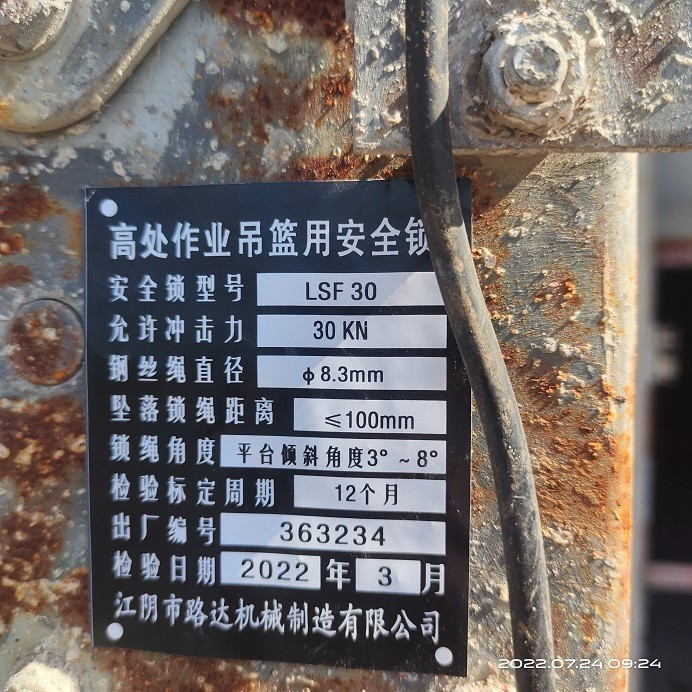 高处作业吊篮用安全锁
安全锁型号 LSF 30
允许冲击力 30 KN
钢丝绳直径 ϕ8.3mm
坠落锁绳距离 ≤100mm
锁绳角度 平台倾斜角度3°~8°
检验标定周期 12个月
出厂编号 363234
检验日期 2022 年 3 月
江阴市路达机械制造有限公司
2022.07.24 09:24